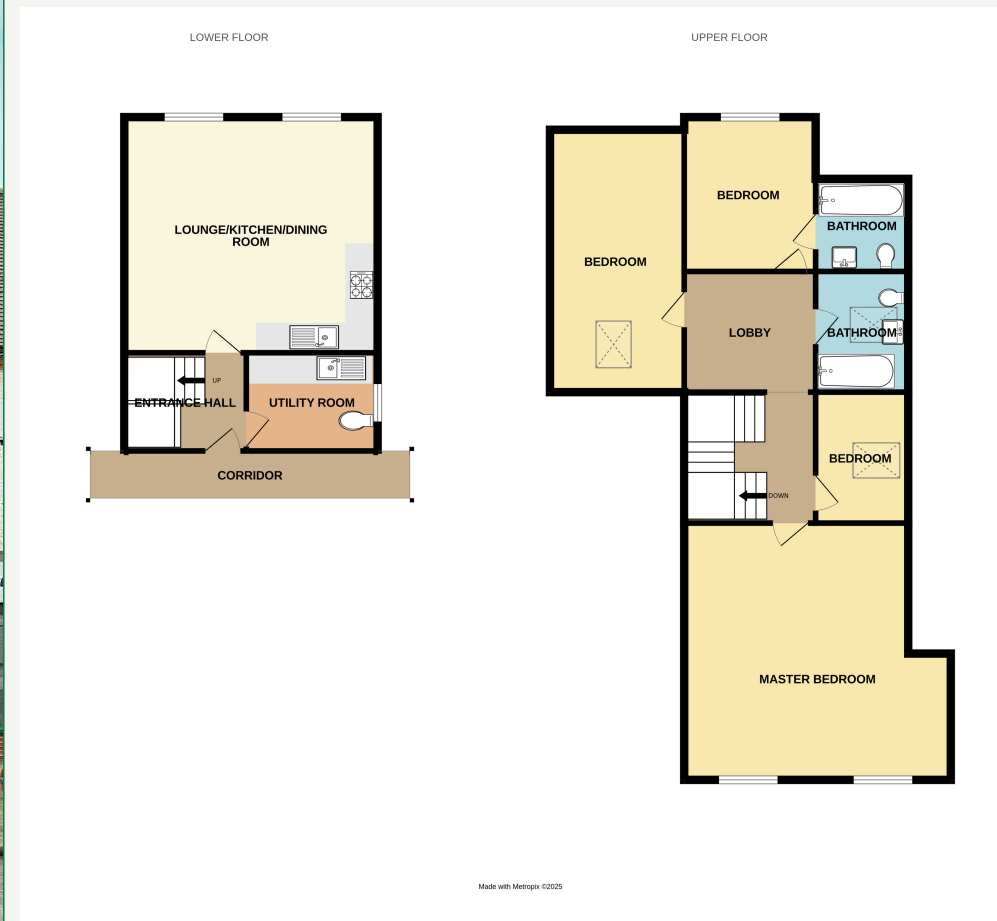 LOWER FLOOR
LOUNGE/KITCHEN/DINING
ROOM
UP
ENTRANCE HALL
UTILITY ROOM
CORRIDOR
UPPER FLOOR
BEDROOM
BEDROOM
BATHROOM
LOBBY
BATHROOM
BEDROOM
DOWN
MASTER BEDROOM
Made with Metropix ©2025